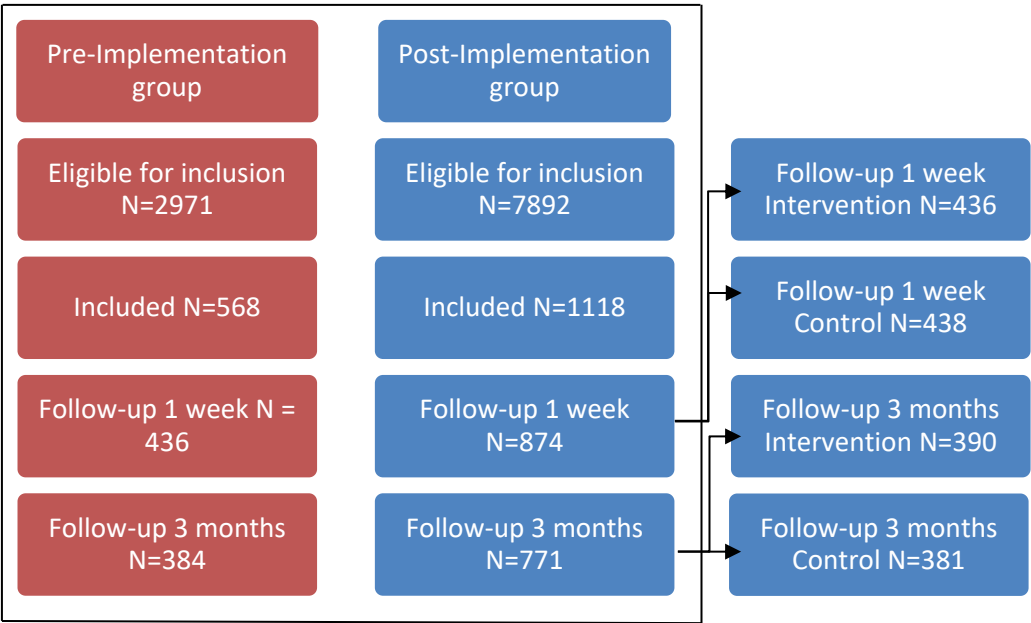 Pre-Implementation
group
Eligible for inclusion
N=2971
Included N=568
Follow-up 1 week N =
436
Follow-up 3 months
N=384
Post-Implementation
group
Eligible for inclusion
N=7892
Included N=1118
Follow-up 1 week
N=874
Follow-up 3 months
N=771
Follow-up 1 week
Intervention N=436
Follow-up 1 week
Control N=438
Follow-up 3 months
Intervention N=390
Follow-up 3 months
Control N=381